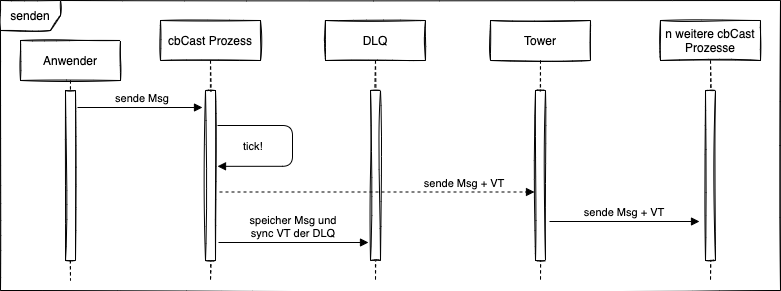 senden
Anwender
cbCast Prozess
DLQ
Tower
n weitere cbCast
Prozesse
sende Msg
tick!
sende Msg + VT
sende Msg + VT
speicher Msg und
sync VT der DLQ